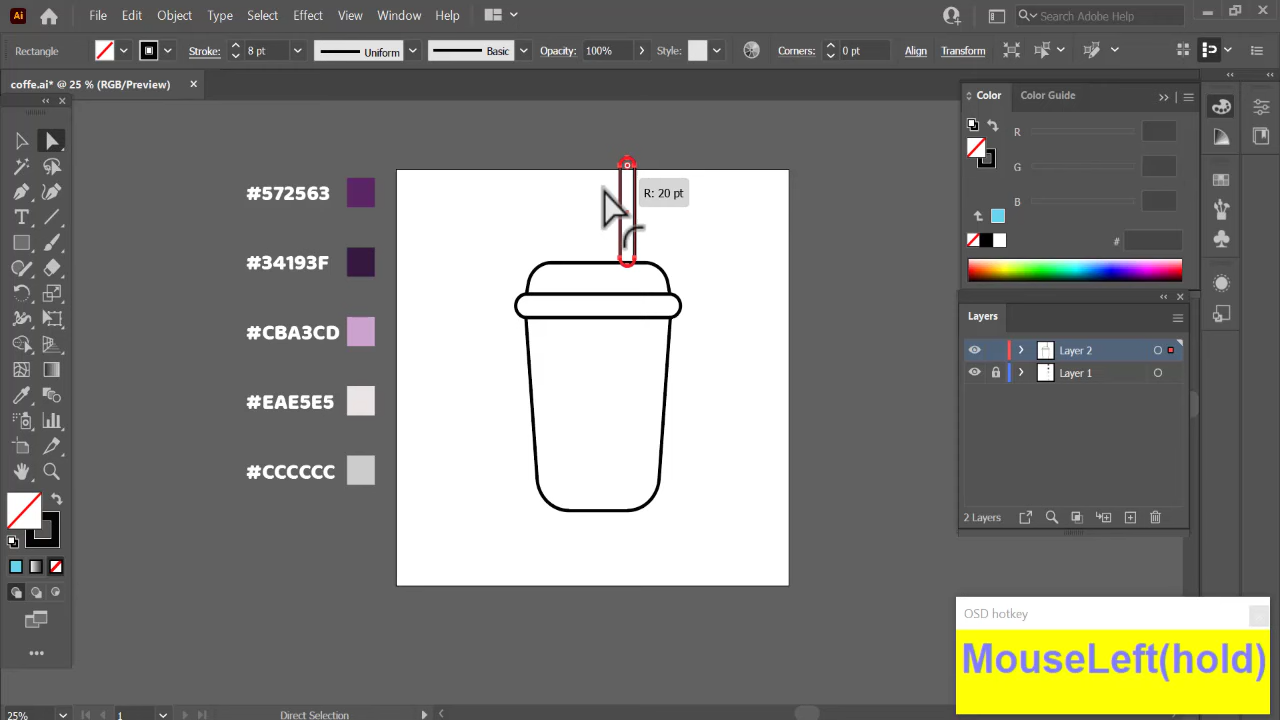 Ai File Edit Object Type Select Effect View Window Help Search Adobe Help
Rectangle Stroke: 8 pt Uniform Basic Opacity: 100% Style: Corners: 0 pt Align Transform
coffe.ai* @ 25 % (RGB/Preview)
Color Color Guide
R
G
B
#
#572563
R: 20 pt
#34193F
#CBA3CD
#EAE5E5
#CCCCCC
Layers
Layer 2
Layer 1
2 Layers
OSD hotkey
MouseLeft(hold)
25% 1 Direct Selection